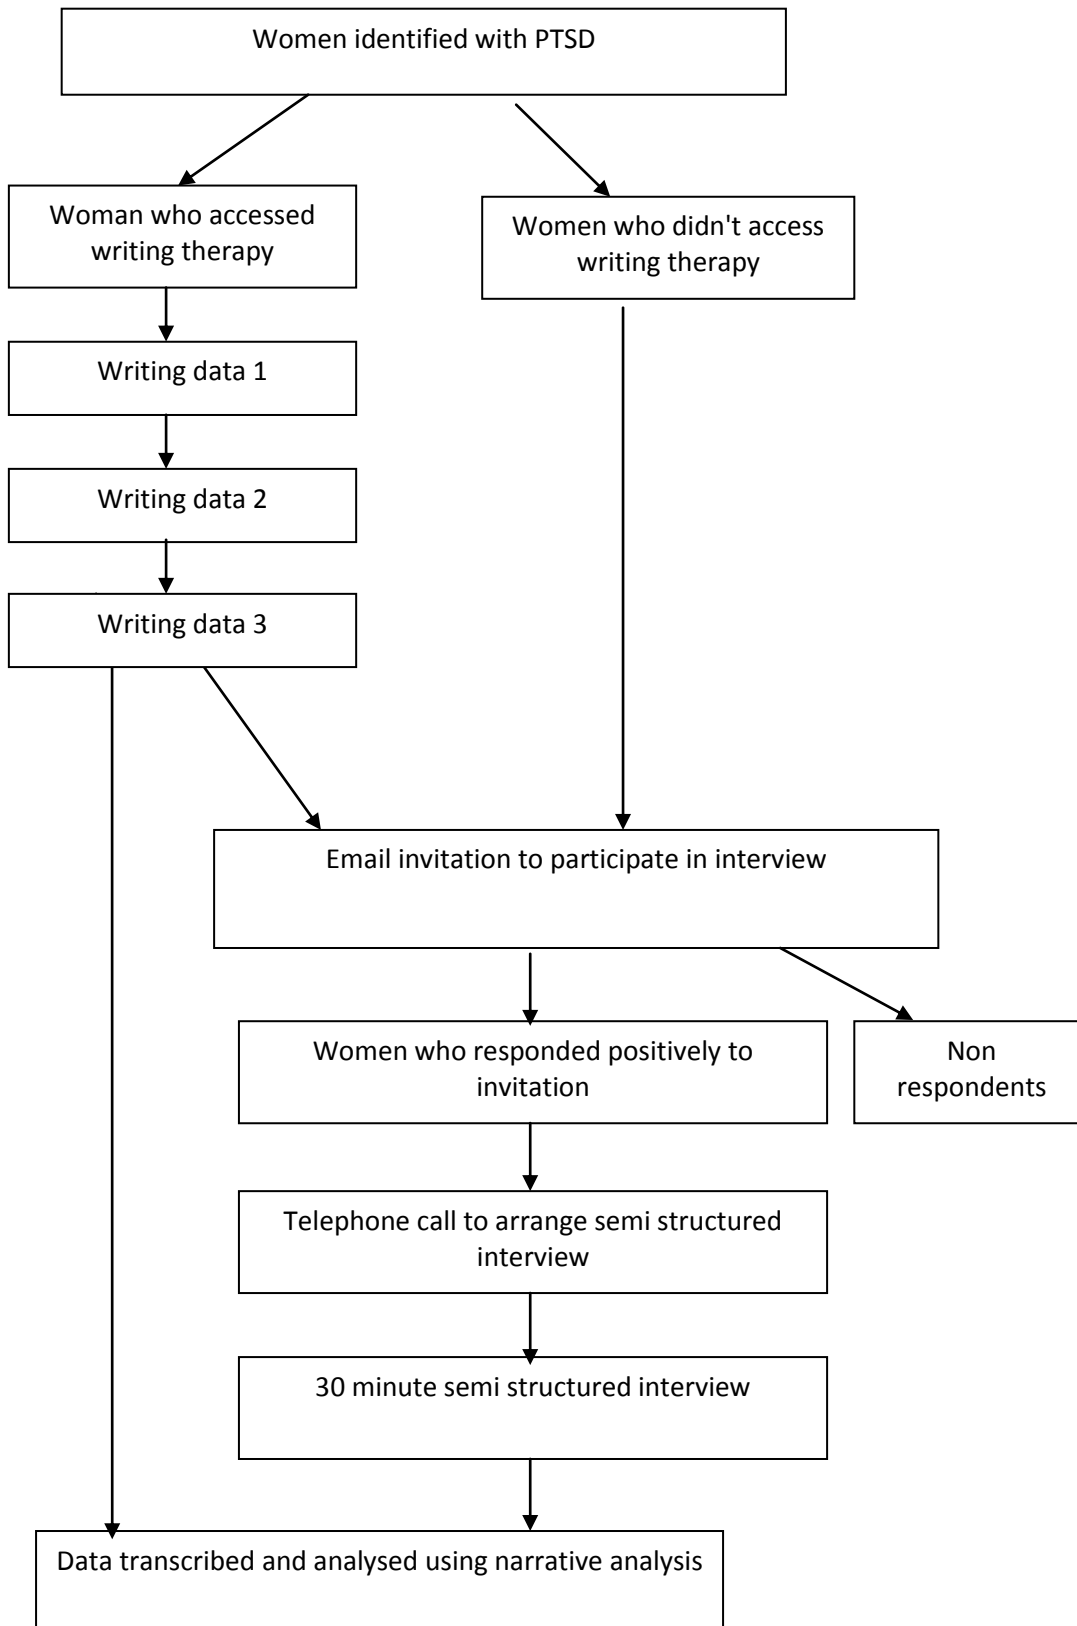 Women identified with PTSD
Woman who accessed
writing therapy
Women who didn't access
writing therapy
Writing data 1
Writing data 2
Writing data 3
Email invitation to participate in interview
Women who responded positively to
invitation
Non
respondents
Telephone call to arrange semi structured
interview
30 minute semi structured interview
Data transcribed and analysed using narrative analysis